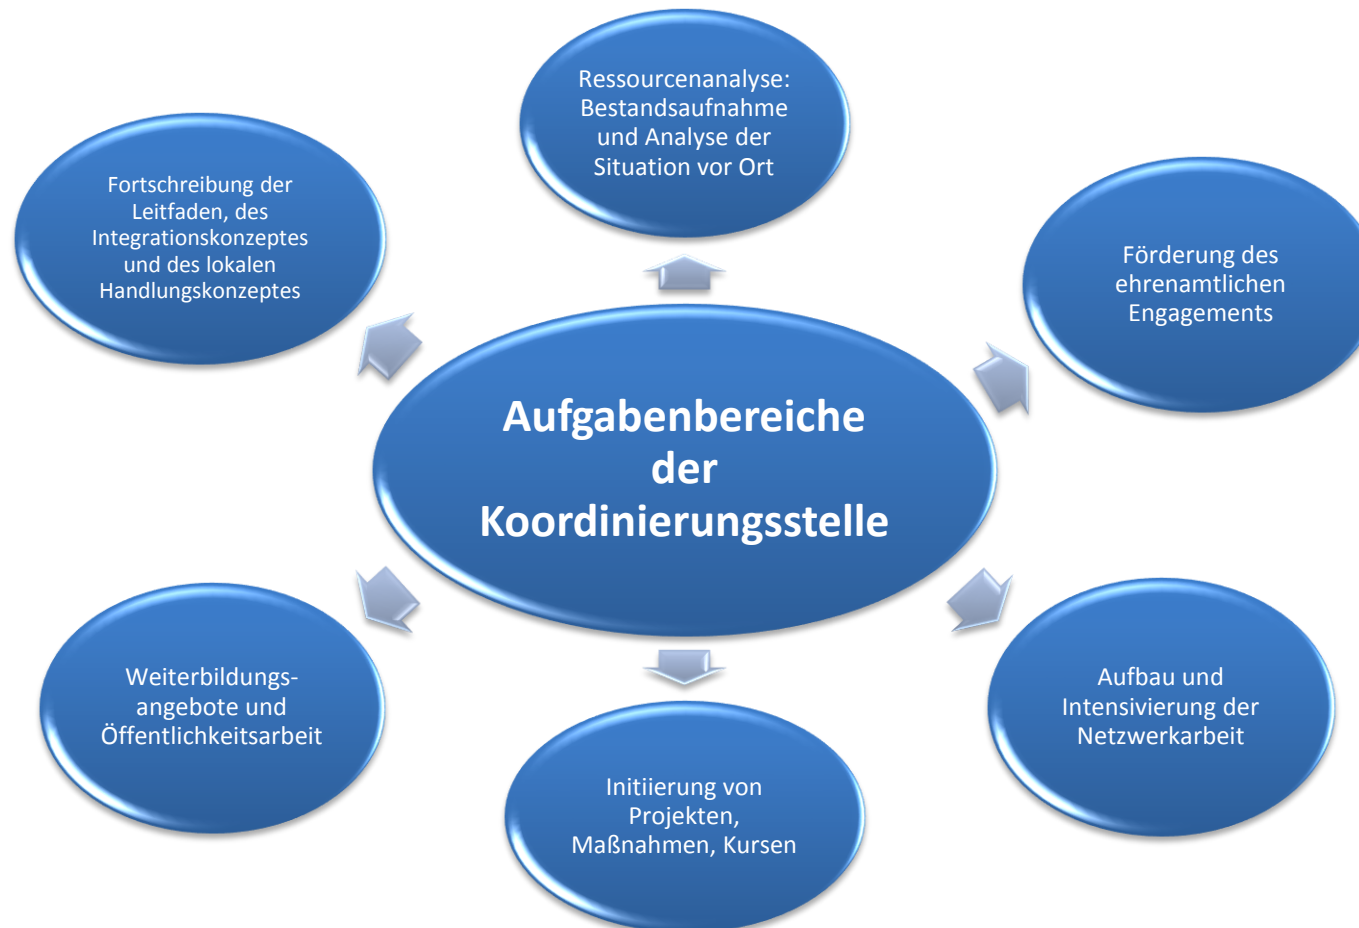 Ressourcenanalyse:
Bestandsaufnahme
und Analyse der
Situation vor Ort
Fortschreibung der
Leitfaden, des
Integrationskonzeptes
und des lokalen
Handlungskonzeptes
Förderung des
ehrenamtlichen
Engagements
Aufgabenbereiche
der
Koordinierungsstelle
Weiterbildungs-
angebote und
Öffentlichkeitsarbeit
Aufbau und
Intensivierung der
Netzwerkarbeit
Initiierung von
Projekten,
Maßnahmen, Kursen